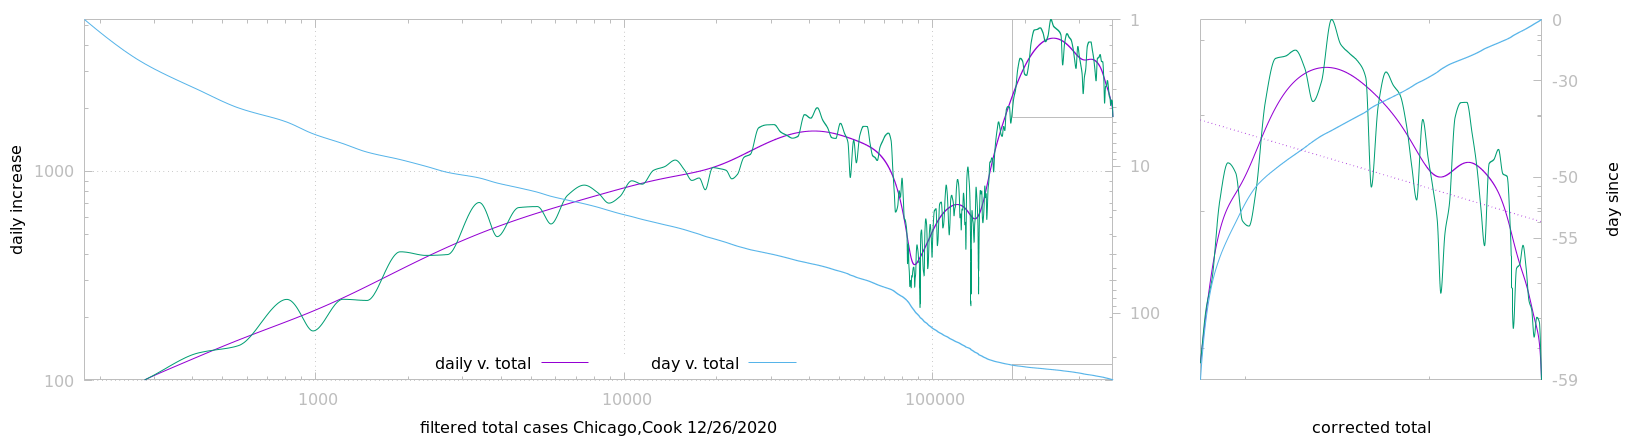 1
0
-30
daily increase
1000
10
-50
-55
day since
100
daily v. total
day v. total
100
-59
1000
10000
100000
filtered total cases Chicago,Cook 12/26/2020
corrected total